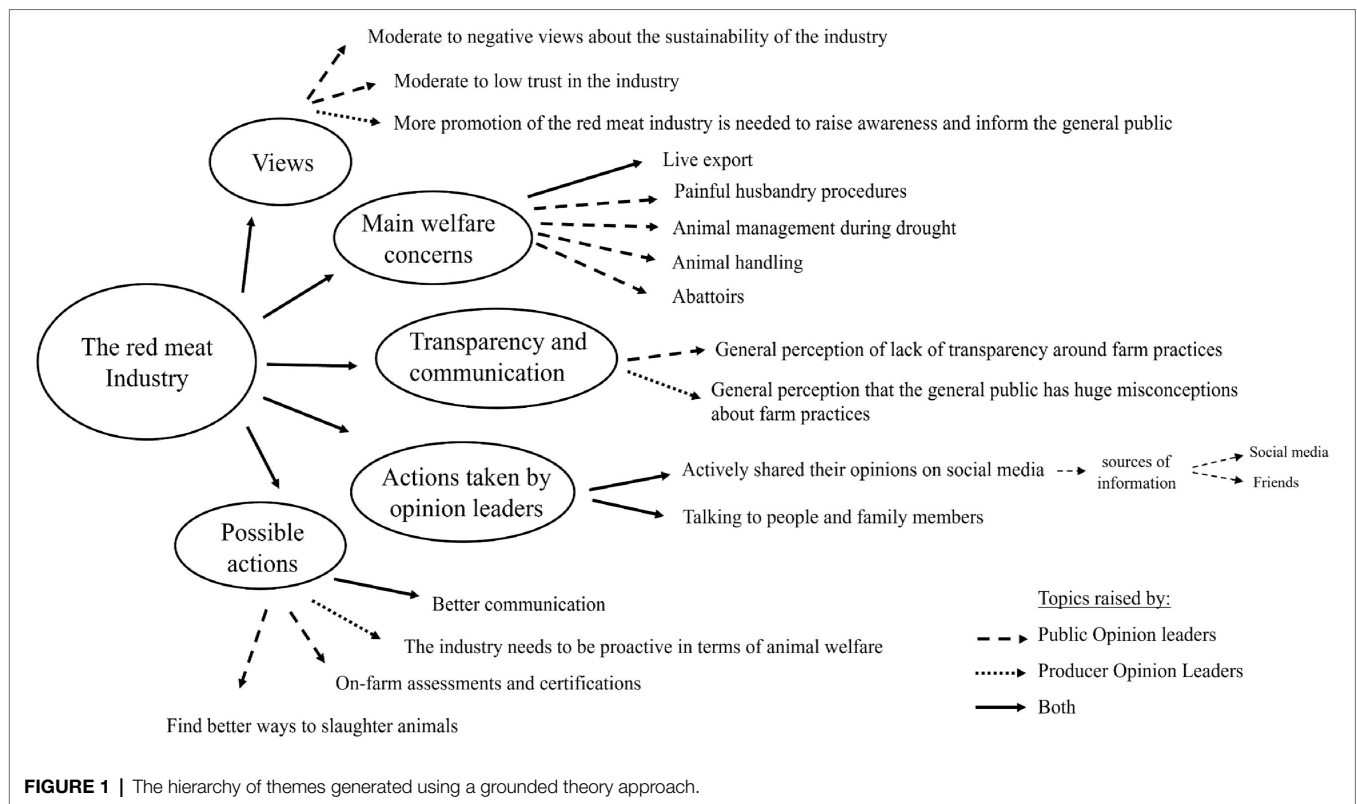 Moderate to negative views about the sustainability of the industry
Moderate to low trust in the industry
More promotion of the red meat industry is needed to raise awareness and inform the general public
Views
Live export
Painful husbandry procedures
Main welfare
concerns
Animal management during drought
Animal handling
Abattoirs
The red meat
Industry
Transparency and
communication
General perception of lack of transparency around farm practices
General perception that the general public has huge misconceptions
about farm practices
Actions taken by
opinion leaders
Actively shared their opinions on social media
sources of
information
Social media
Friends
Talking to people and family members
Possible
actions
Better communication
The industry needs to be proactive in terms of animal welfare
On-farm assessments and certifications
Find better ways to slaughter animals
Topics raised by:
Public Opinion leaders
Producer Opinion Leaders
Both
FIGURE 1 | The hierarchy of themes generated using a grounded theory approach.